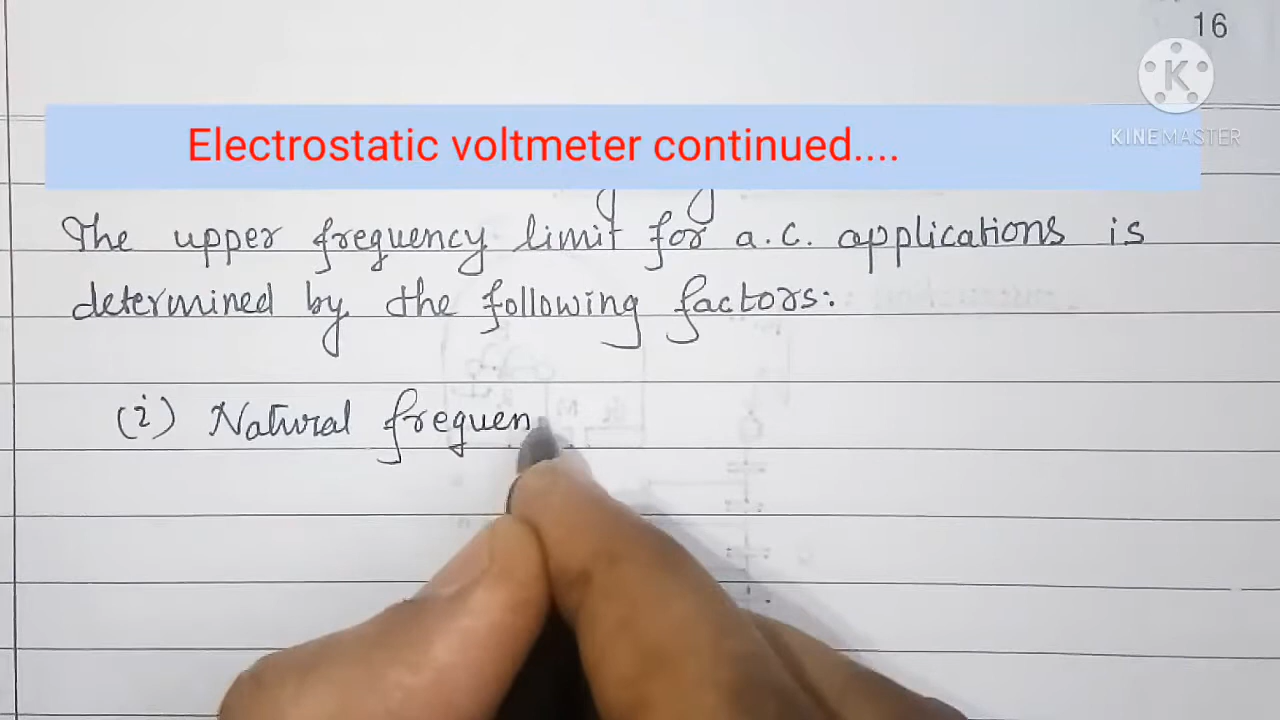 16
K
KINEMASTER
Electrostatic voltmeter continued....
The upper frequency limit for a.c. applications is
determined by the following factors:
(i) Natural frequen